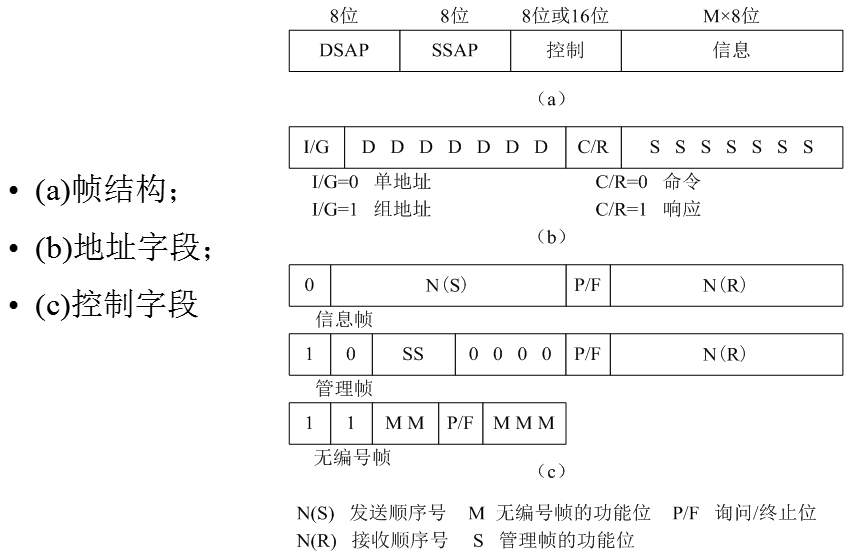 • (a)帧结构；
• (b)地址字段；
• (c)控制字段
8位 8位 8位或16位 M×8位
DSAP SSAP 控制 信息
（a）
I/G D D D D D D D C/R S S S S S S S
I/G=0 单地址 C/R=0 命令
I/G=1 组地址 C/R=1 响应
（b）
0 N(S) P/F N(R)
信息帧
1 0 SS 0 0 0 0 P/F N(R)
管理帧
1 1 M M P/F M M M
无编号帧
（c）
N(S) 发送顺序号 M 无编号帧的功能位 P/F 询问/终止位
N(R) 接收顺序号 S 管理帧的功能位